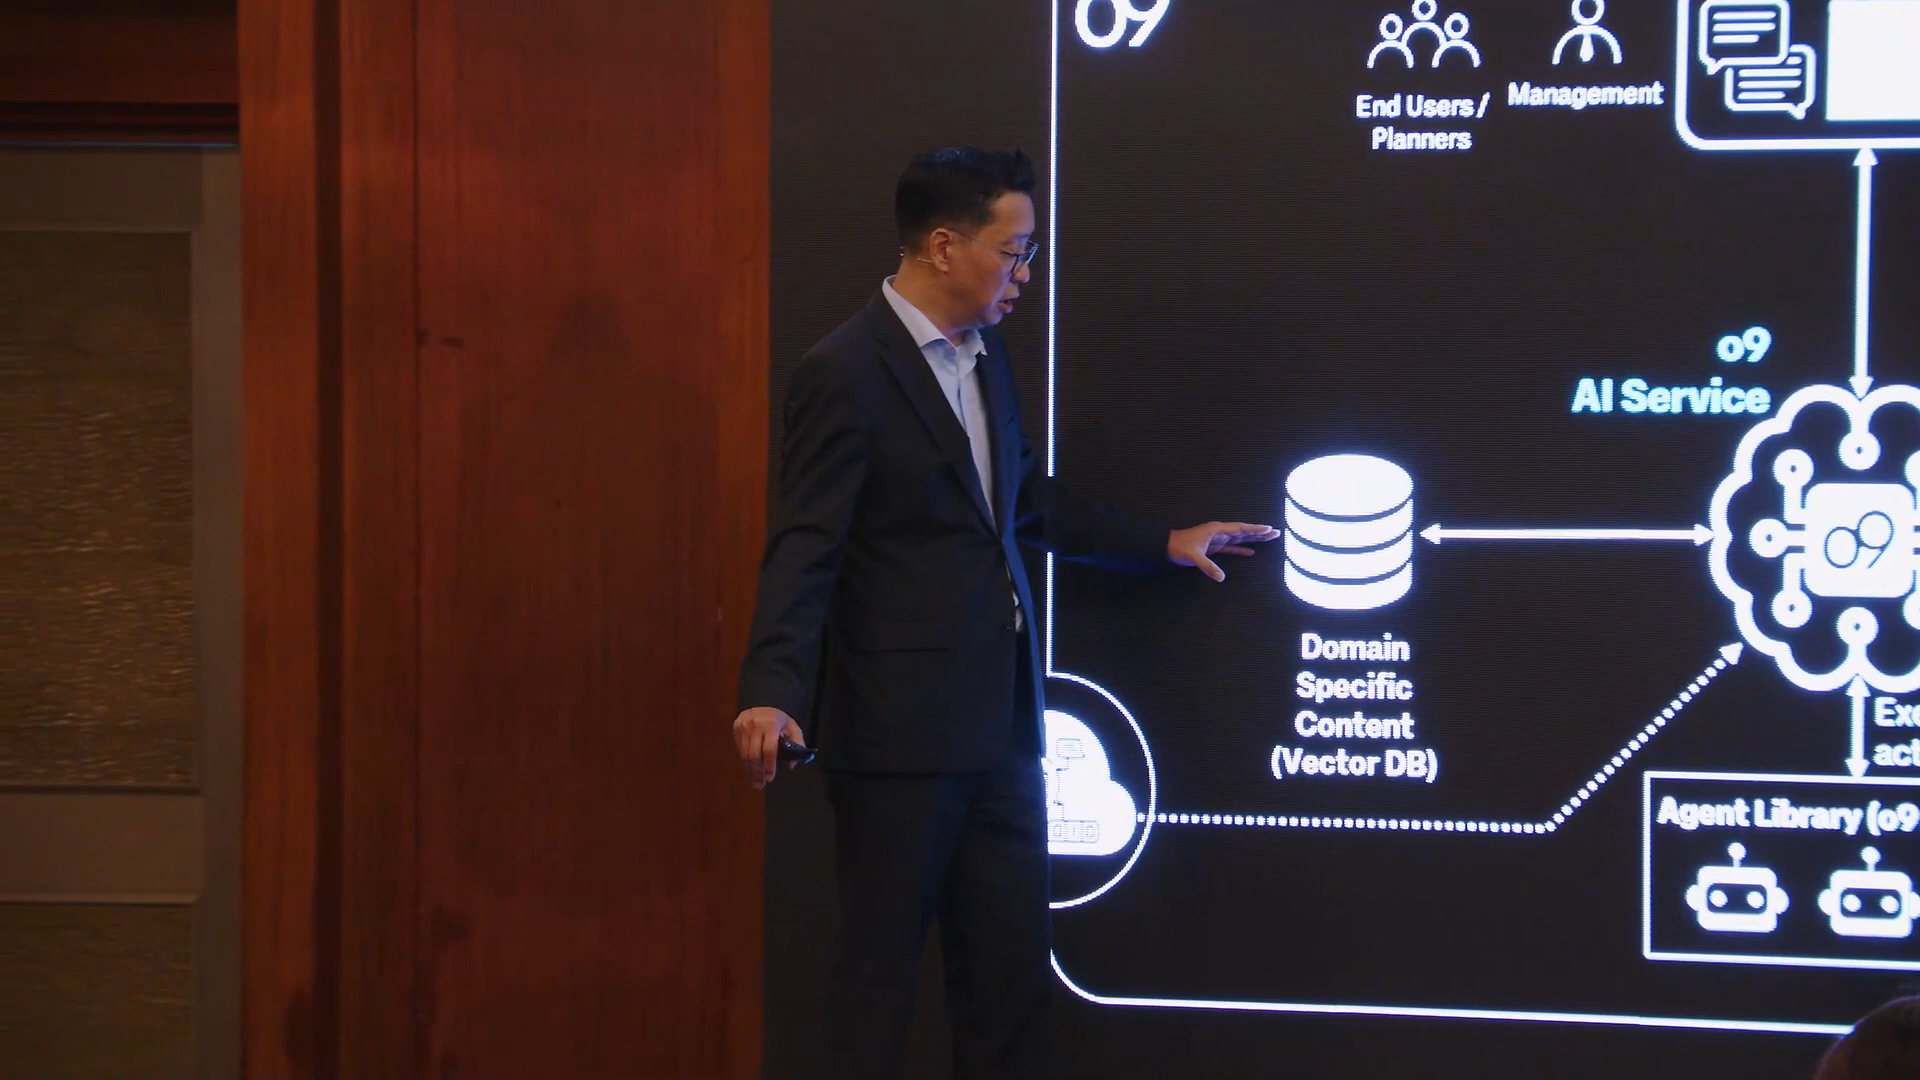 o9
End Users /
Planners
Management
o9
AI Service
o9
Domain
Specific
Content
(Vector DB)
Agent Library (o9